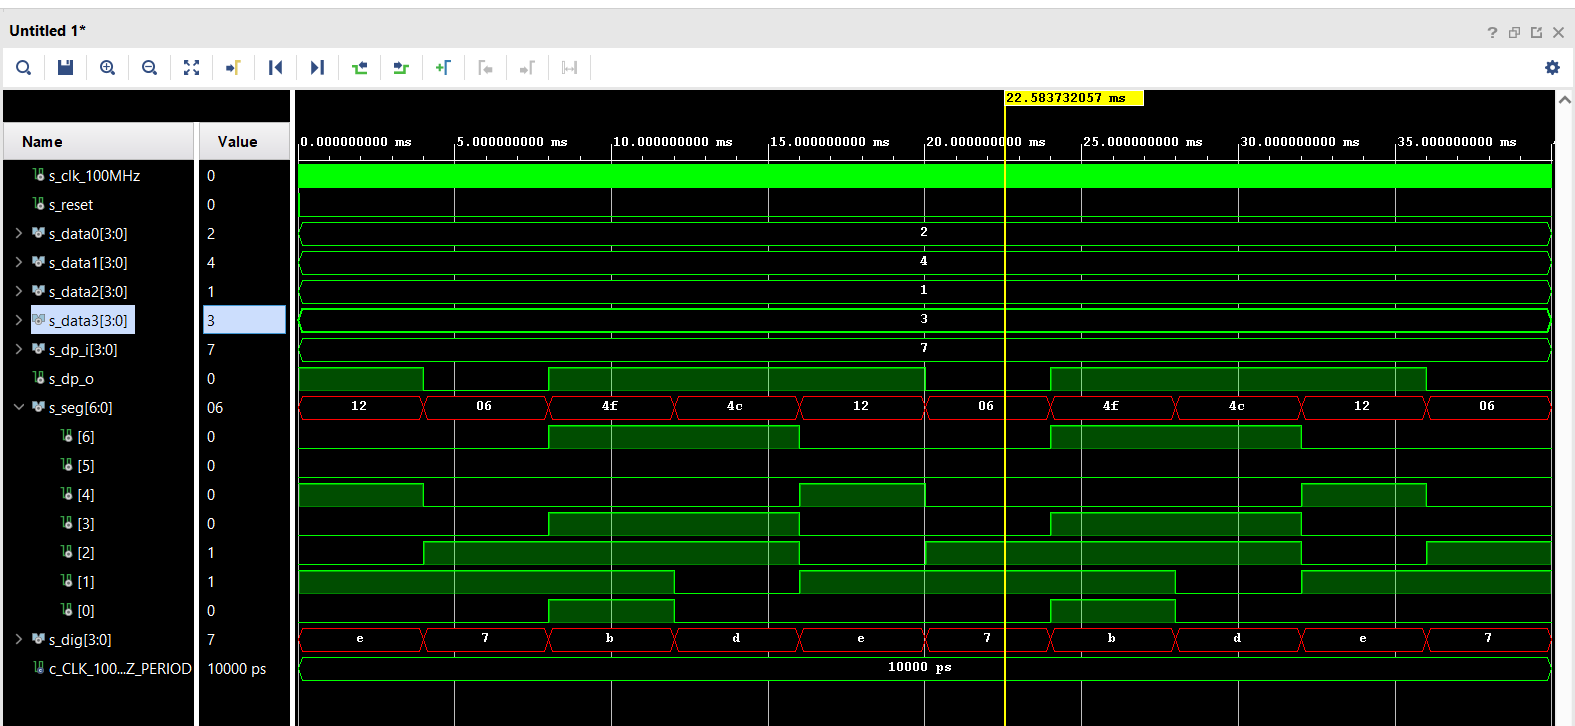 Untitled 1*
?
22.583732057 ms
Name Value
0.000000000 ms 5.000000000 ms 10.000000000 ms 15.000000000 ms 20.000000000 ms 25.000000000 ms 30.000000000 ms 35.000000000 ms
s_clk_100MHz 0
s_reset 0
s_data0[3:0] 2 2
s_data1[3:0] 4 4
s_data2[3:0] 1 1
s_data3[3:0] 3 3
s_dp_i[3:0] 7 7
s_dp_o 0
s_seg[6:0] 06 12 06 4f 4c 12 06 4f 4c 12 06
[6] 0
[5] 0
[4] 0
[3] 0
[2] 1
[1] 1
[0] 0
s_dig[3:0] 7 e 7 b d e 7 b d e 7
c_CLK_100...Z_PERIOD 10000 ps 10000 ps